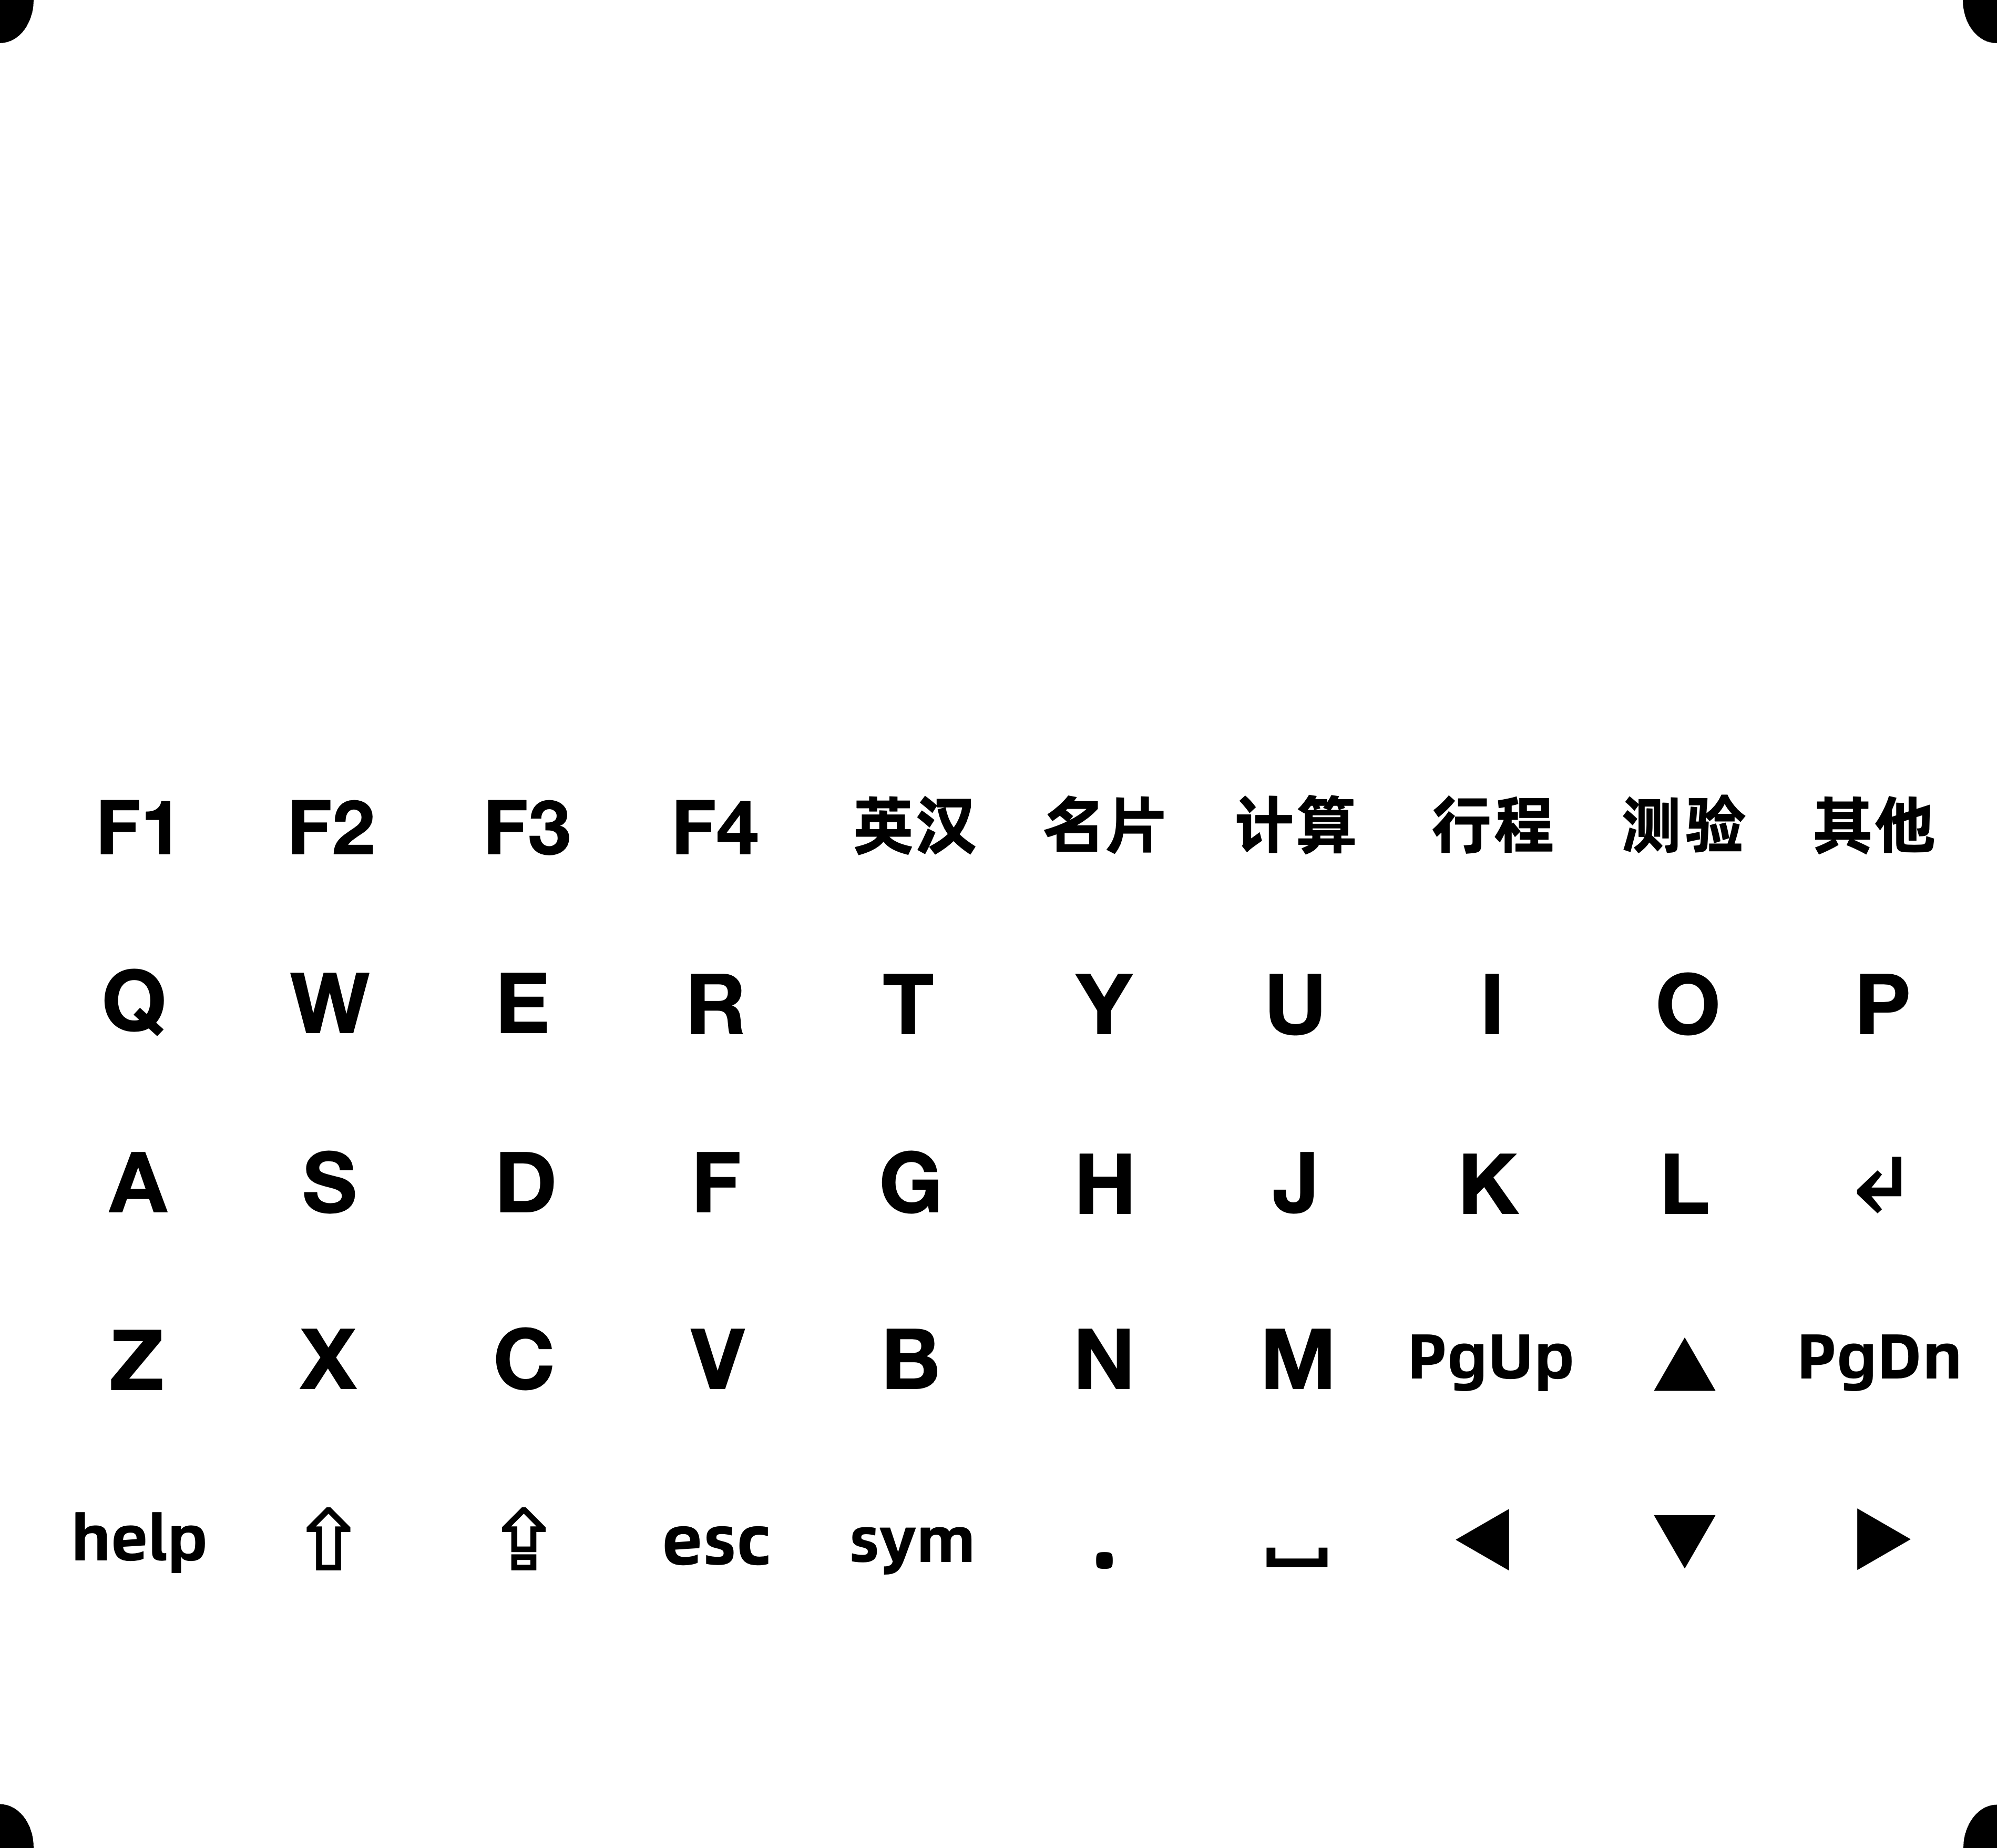 F1 F2 F3 F4 英汉 名片 计算 行程 测验 其他
Q W E R T Y U I O P
A S D F G H J K L ↲
Z X C V B N M PgUp ▲ PgDn
help ⇧ ⇪ esc sym . ⎵ ◀ ▼ ▶